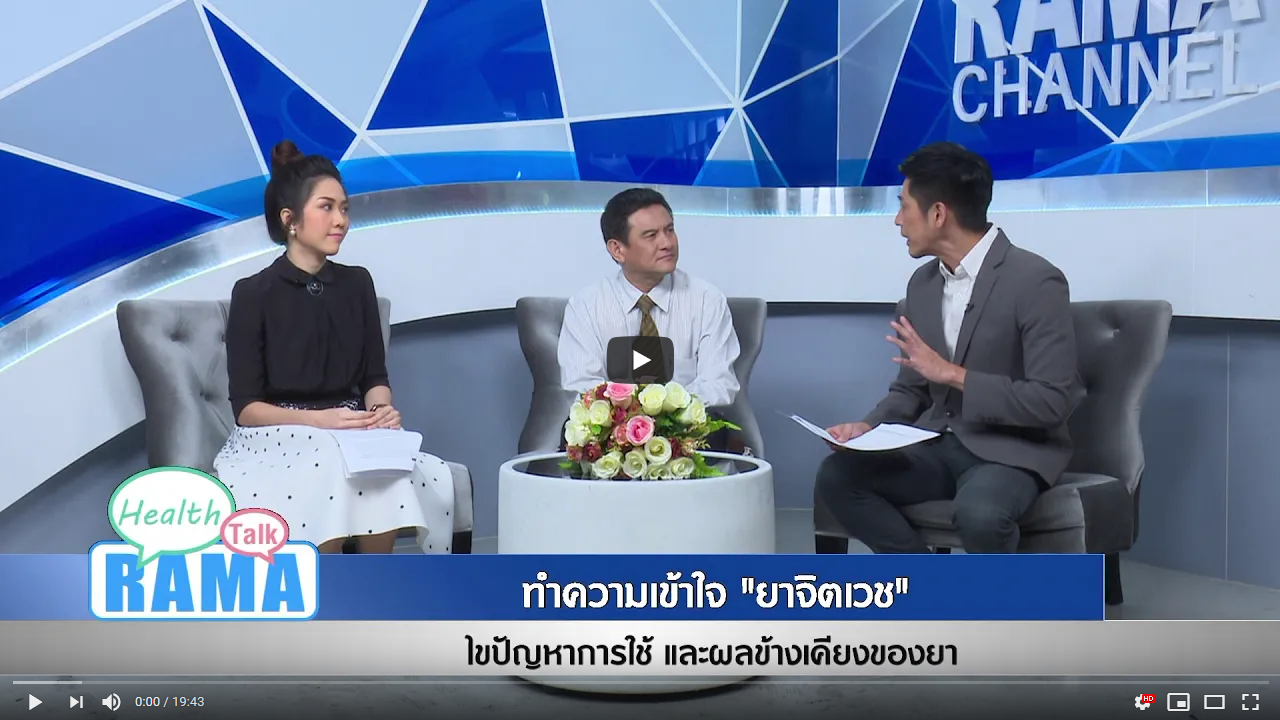 RAMA
CHANNEL
Health
Talk
RAMA
ทำความเข้าใจ "ยาจิตเวช"
ไขปัญหาการใช้ และผลข้างเคียงของยา
0:00 / 19:43
HD